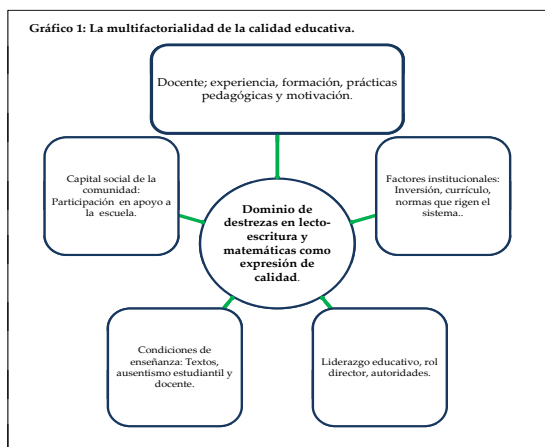 Gráfico 1: La multifactorialidad de la calidad educativa.
Docente; experiencia, formación, prácticas
pedagógicas y motivación.
Capital social de la
comunidad:
Participación en apoyo a
la escuela.
Factores institucionales:
Inversión, currículo,
normas que rigen el
sistema..
Dominio de
destrezas en lecto-
escritura y
matemáticas como
expresión de
calidad.
Condiciones de
enseñanza: Textos,
ausentismo estudiantil y
docente.
Liderazgo educativo, rol
director, autoridades.